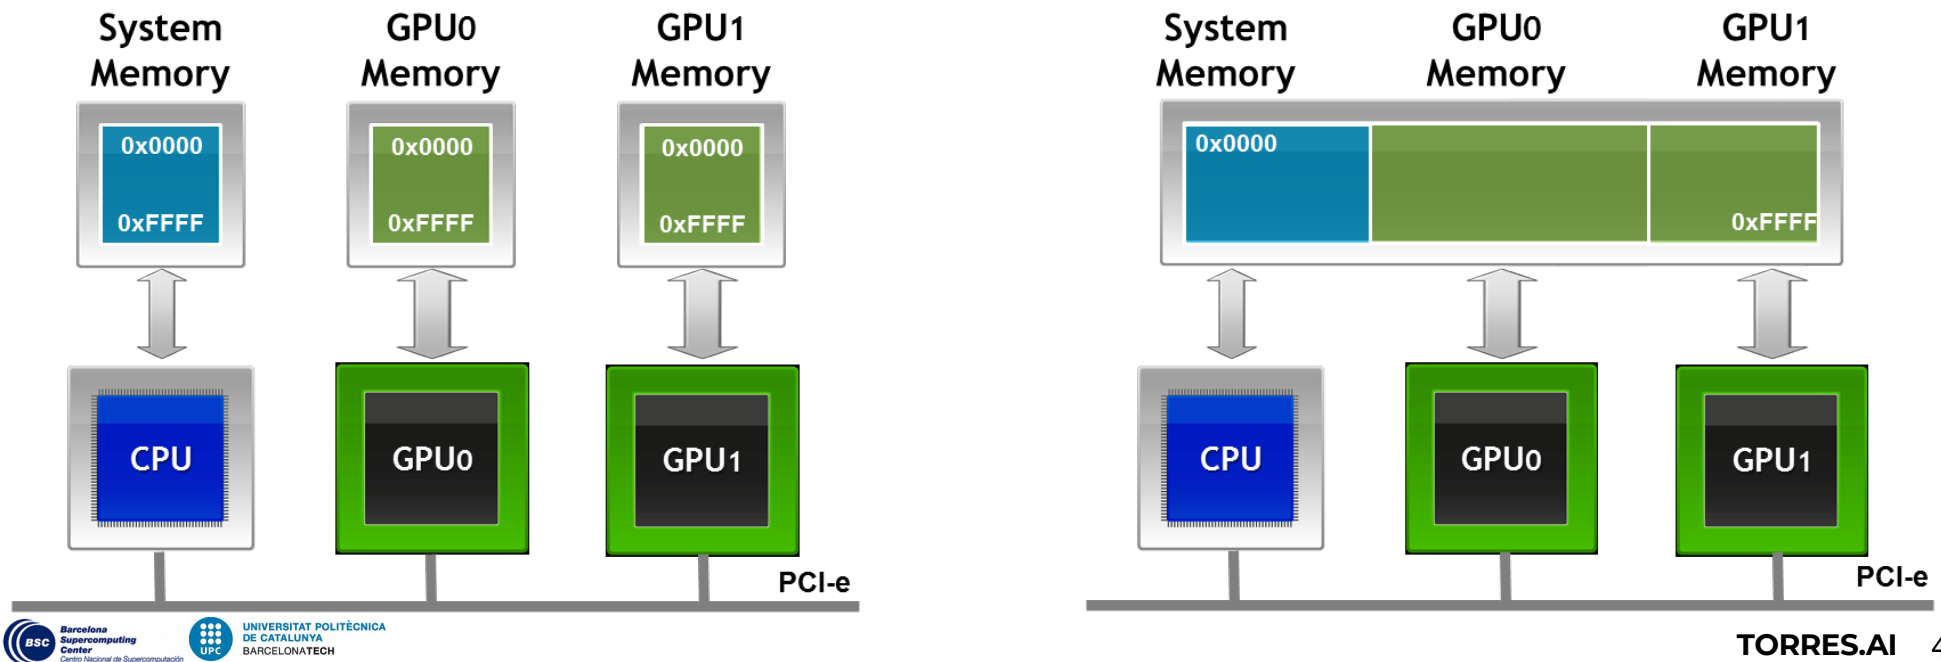 System
Memory
GPU0
Memory
GPU1
Memory
0x0000
0xFFFF
0x0000
0xFFFF
0x0000
0xFFFF
CPU
GPU0
GPU1
PCI-e
System
Memory
GPU0
Memory
GPU1
Memory
0x0000
0xFFFF
CPU
GPU0
GPU1
PCI-e
BSC
Barcelona
Supercomputing
Center
Centro Nacional de Supercomputación
UPC
UNIVERSITAT POLITÈCNICA
DE CATALUNYA
BARCELONATECH
TORRES.AI